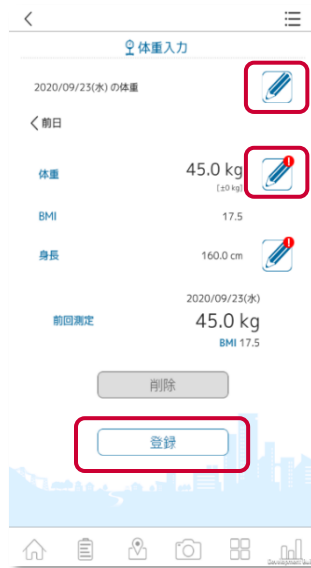 体重入力
2020/09/23(水) の体重
前日
体重 45.0 kg
[±0 kg]
BMI 17.5
身長 160.0 cm
2020/09/23(水)
前回測定 45.0 kg
BMI 17.5
削除
登録